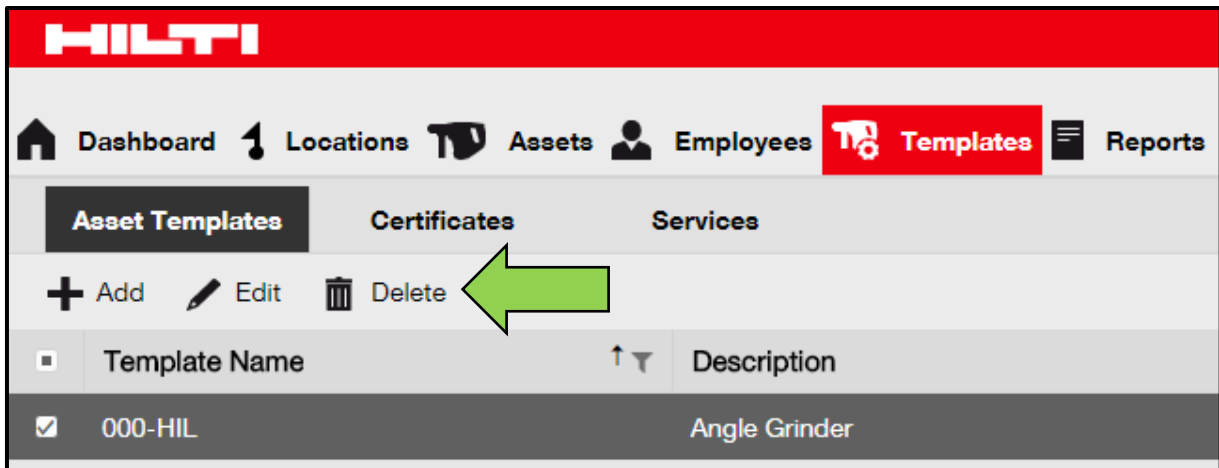 HILTI
Dashboard Locations Assets Employees Templates Reports
Asset Templates Certificates Services
Add Edit Delete
Template Name Description
000-HIL Angle Grinder